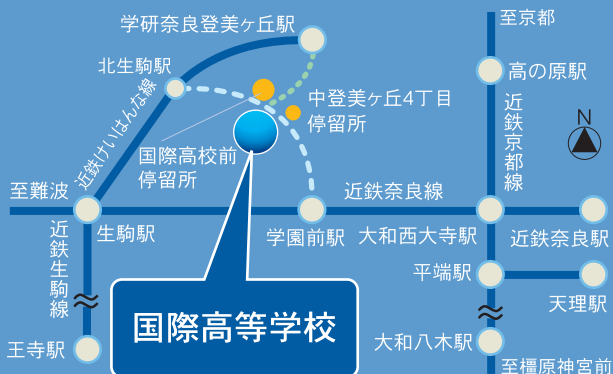 至京都
学研奈良登美ヶ丘駅
北生駒駅
高の原駅
近鉄けいはんな線
中登美ヶ丘4丁目
停留所
近鉄京都線
N
国際高校前
停留所
至難波
近鉄奈良線
生駒駅
学園前駅
大和西大寺駅
近鉄奈良駅
近鉄生駒線
平端駅
天理駅
国際高等学校
王寺駅
大和八木駅
至橿原神宮前